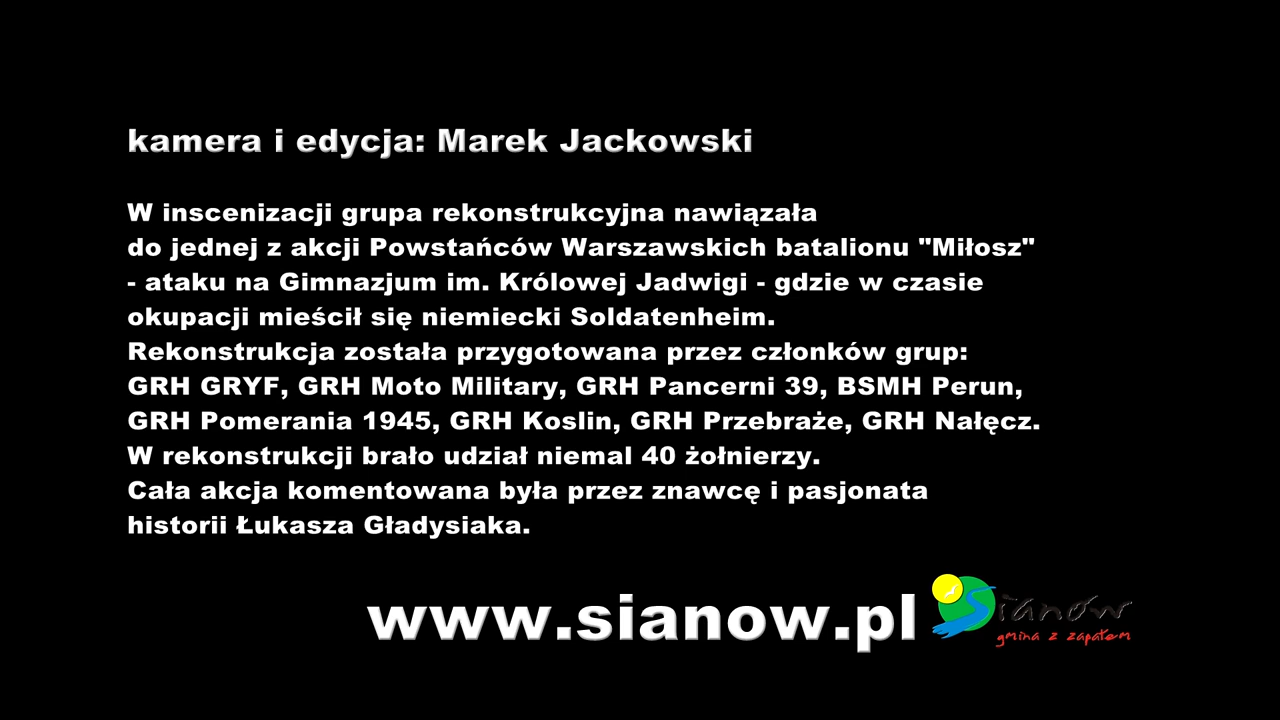 kamera i edycja: Marek Jackowski
W inscenizacji grupa rekonstrukcyjna nawiązała
do jednej z akcji Powstańców Warszawskich batalionu "Miłosz"
- ataku na Gimnazjum im. Królowej Jadwigi - gdzie w czasie
okupacji mieścił się niemiecki Soldatenheim.
Rekonstrukcja została przygotowana przez członków grup:
GRH GRYF, GRH Moto Military, GRH Pancerni 39, BSMH Perun,
GRH Pomerania 1945, GRH Koslin, GRH Przebraże, GRH Nałęcz.
W rekonstrukcji brało udział niemal 40 żołnierzy.
Cała akcja komentowana była przez znawcę i pasjonata
historii Łukasza Gładysiaka.
www.sianow.pl
Sianów
gmina z zapałem